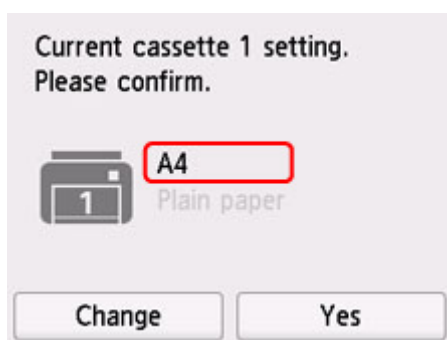 Current cassette 1 setting.
Please confirm.
A4
1
Plain paper
Change
Yes